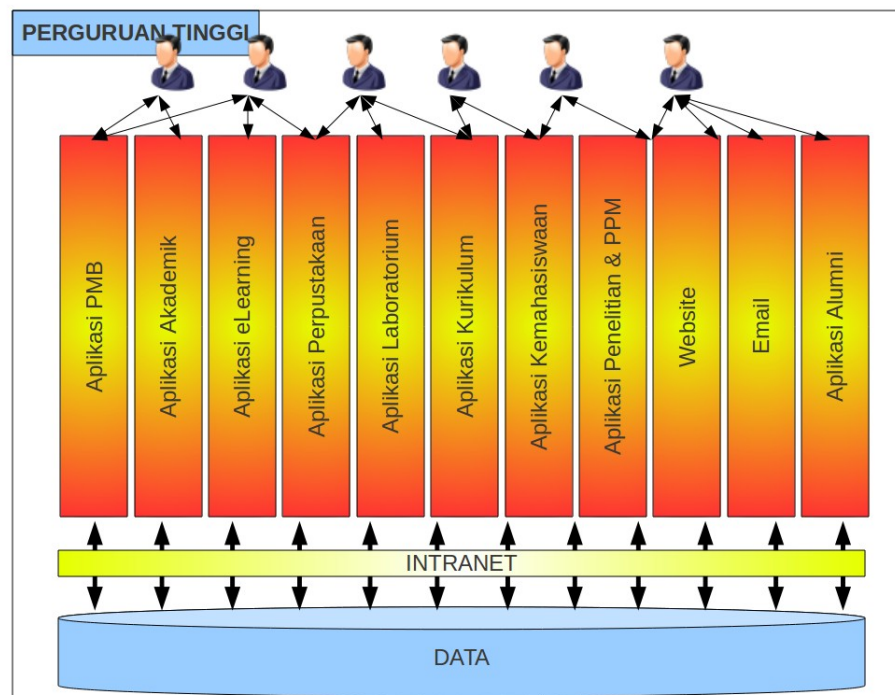 PERGURUAN TINGGI
Aplikasi PMB
Aplikasi Akademik
Aplikasi eLearning
Aplikasi Perpustakaan
Aplikasi Laboratorium
Aplikasi Kurikulum
Aplikasi Kemahasiswaan
Aplikasi Penelitian & PPM
Website
Email
Aplikasi Alumni
INTRANET
DATA